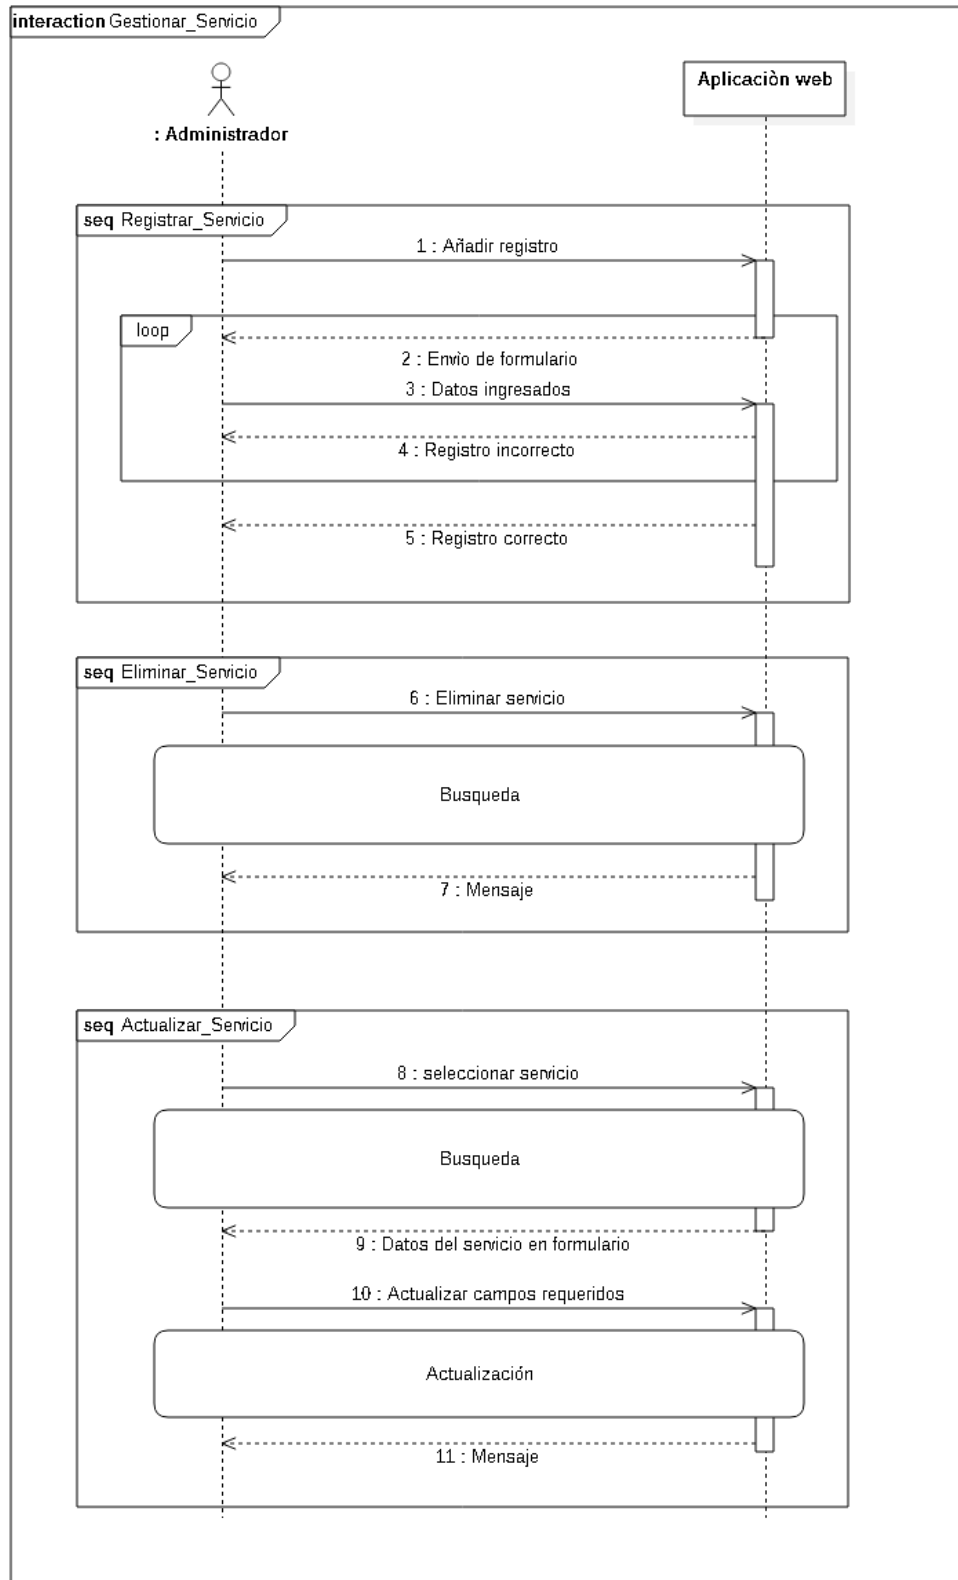 interaction Gestionar_Servicio
Aplicaciòn web
: Administrador
seq Registrar_Servicio
1 : Añadir registro
loop
2 : Envìo de formulario
3 : Datos ingresados
4 : Registro incorrecto
5 : Registro correcto
seq Eliminar_Servicio
6 : Eliminar servicio
Busqueda
7 : Mensaje
seq Actualizar_Servicio
8 : seleccionar servicio
Busqueda
9 : Datos del servicio en formulario
10 : Actualizar campos requeridos
Actualización
11 : Mensaje